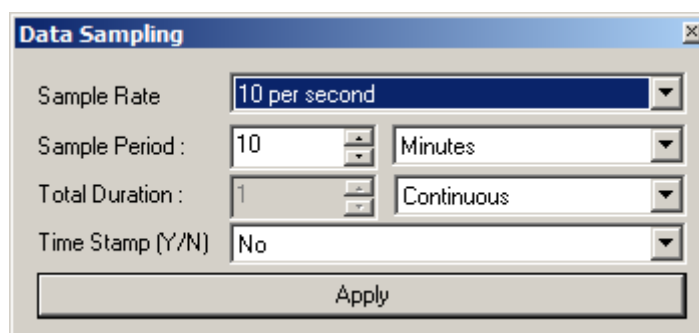 Data Sampling
Sample Rate 10 per second
Sample Period : 10 Minutes
Total Duration : 1 Continuous
Time Stamp (Y/N) No
Apply